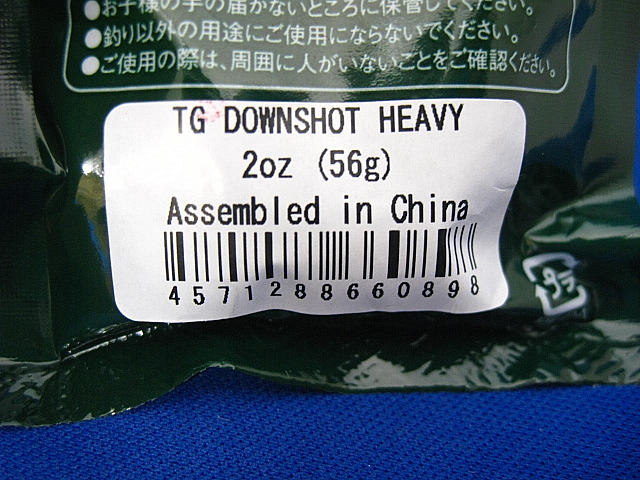 ●お子様の手の届かないところに保管してください。
●釣り以外の用途にご使用にならないでください。
●ご使用の際は、周囲に人がいないことをご確認ください。
TG DOWNSHOT HEAVY
2oz (56g)
Assembled in China
4571288660898
プラ